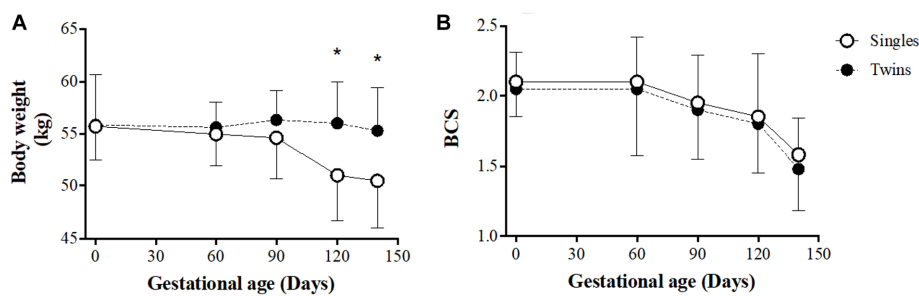 A
65
60
55
50
45
Body weight
(kg)
*
*
0 30 60 90 120 150
Gestational age (Days)
B
2.5
2.0
1.5
1.0
BCS
0 30 60 90 120 150
Gestational age (Days)
Singles
Twins